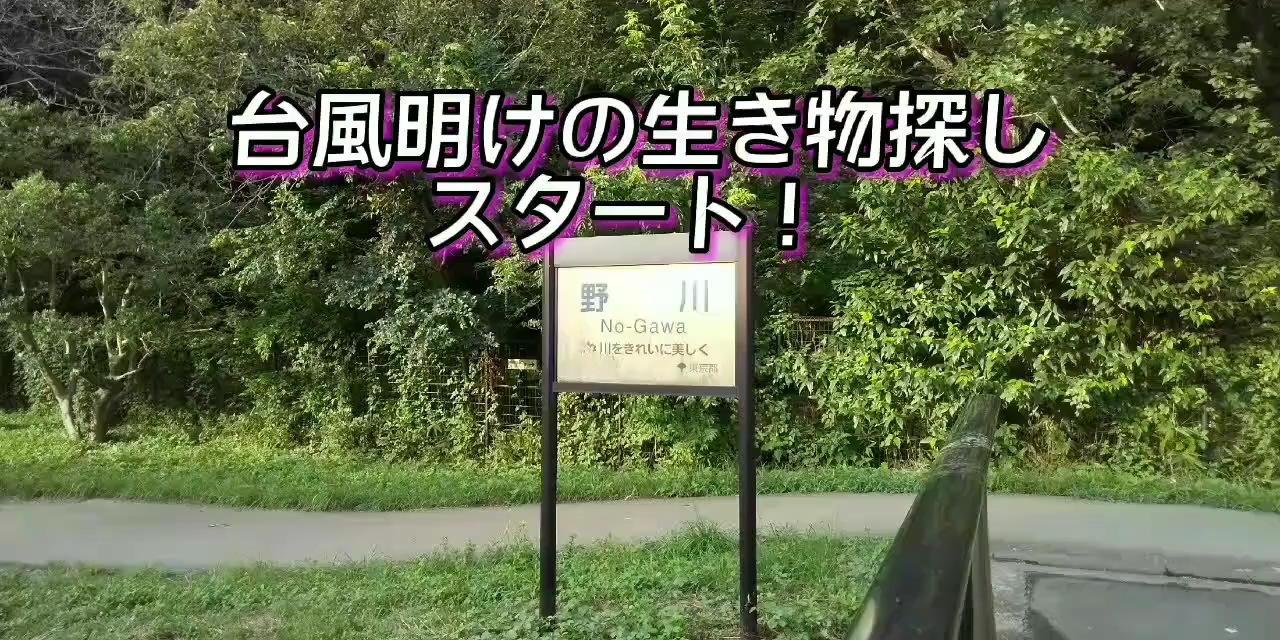 台風明けの生き物探し
スタート！
野 川
No-Gawa
川をきれいに美しく
東京都